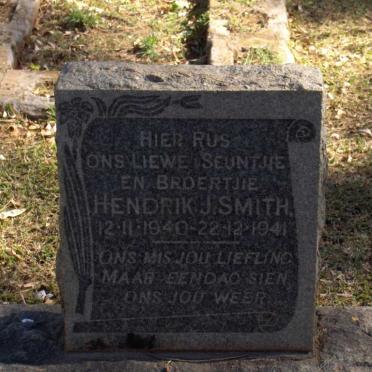 HIER RUS
ONS LIEWE SEUNTJIE
EN BROERTJIE
HENDRIK J. SMITH.
12·11·1940-22·12·1941
ONS MIS JOU LIEFLING
MAAR EENDAG SIEN
ONS JOU WEER